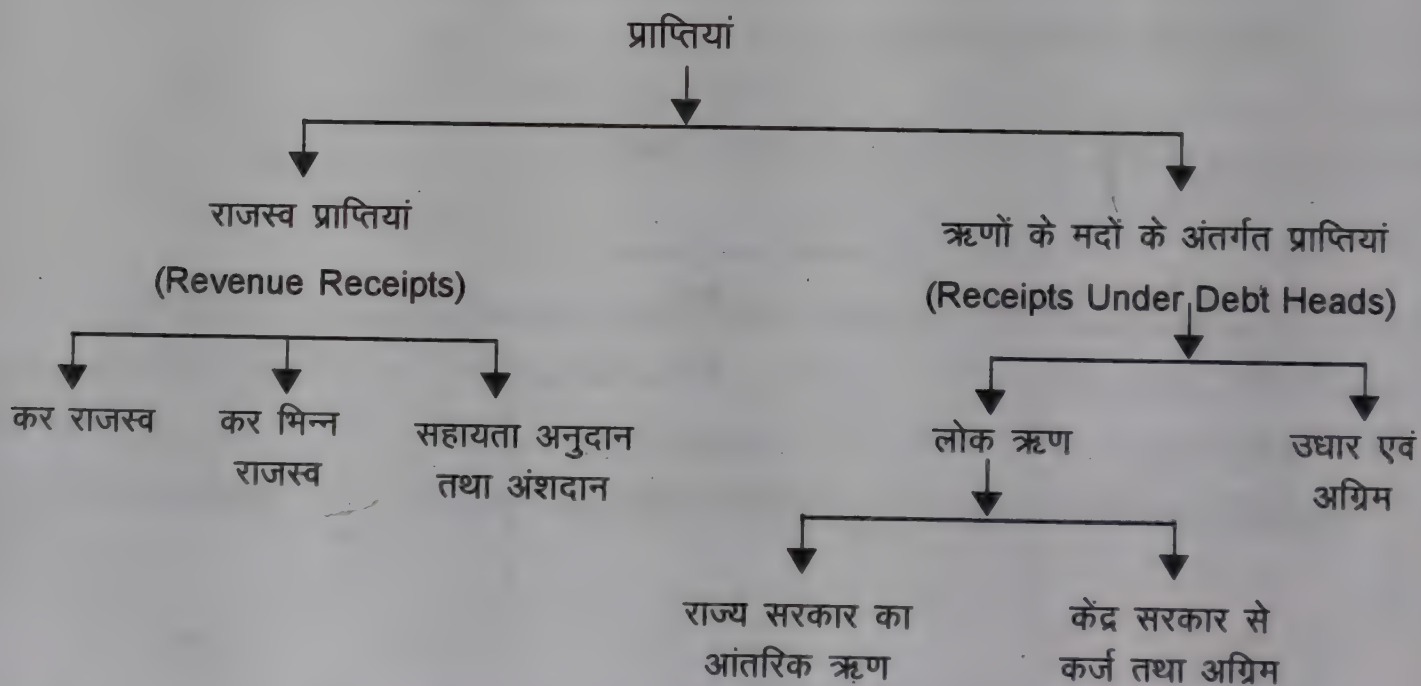 प्राप्तियां
राजस्व प्राप्तियां
(Revenue Receipts)
ऋणों के मदों के अंतर्गत प्राप्तियां
(Receipts Under Debt Heads)
कर राजस्व
कर भिन्न
राजस्व
सहायता अनुदान
तथा अंशदान
लोक ऋण
उधार एवं
अग्रिम
राज्य सरकार का
आंतरिक ऋण
केंद्र सरकार से
कर्ज तथा अग्रिम